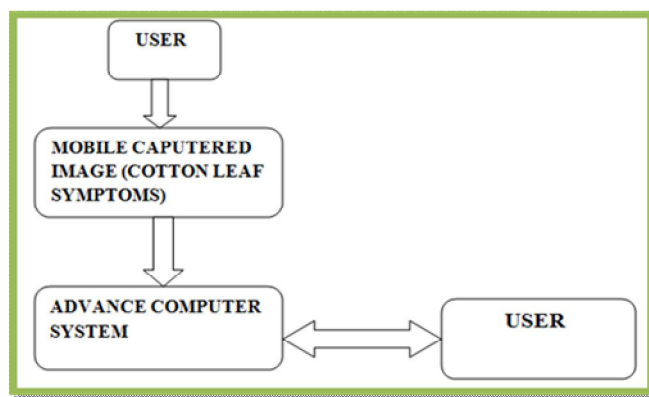 USER
MOBILE CAPUTERED
IMAGE (COTTON LEAF
SYMPTOMS)
ADVANCE COMPUTER
SYSTEM
USER